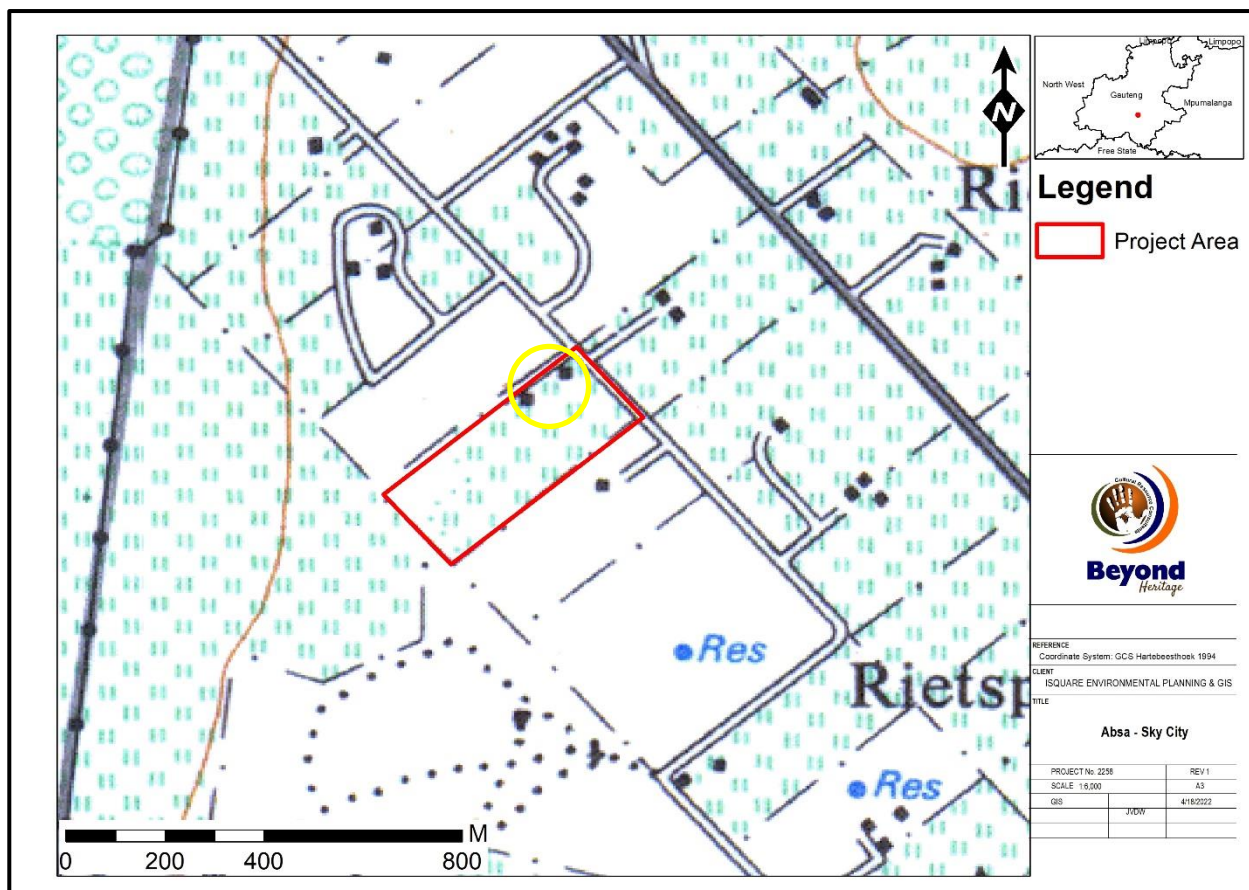 N
Limpopo
Limpopo
North West
Gauteng
Mpumalanga
Free State
Legend
Project Area
Ri
Res
Rietsp
Res
M
0 200 400 800
Beyond
Heritage
REFERENCE
Coordinate System: GCS Hartebeesthoek 1994
CLIENT
ISQUARE ENVIRONMENTAL PLANNING & GIS
TITLE
Absa - Sky City
PROJECT No. 2258 REV 1
SCALE 1:6,000 A3
GIS JVDW 4/18/2022